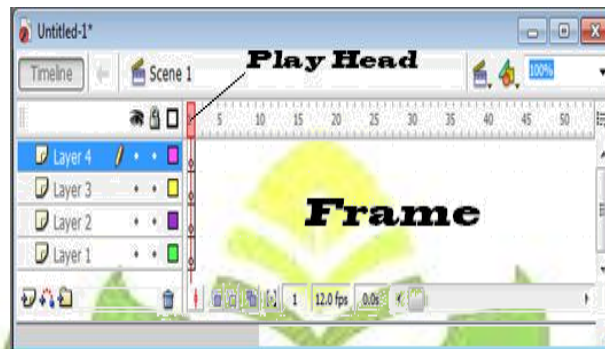 Untitled-1*
Timeline Scene 1 Play Head 100%
5 10 15 20 25 30 35 40 45 50
Layer 4
Layer 3
Layer 2
Layer 1
Frame
1 12.0 fps 0.0s